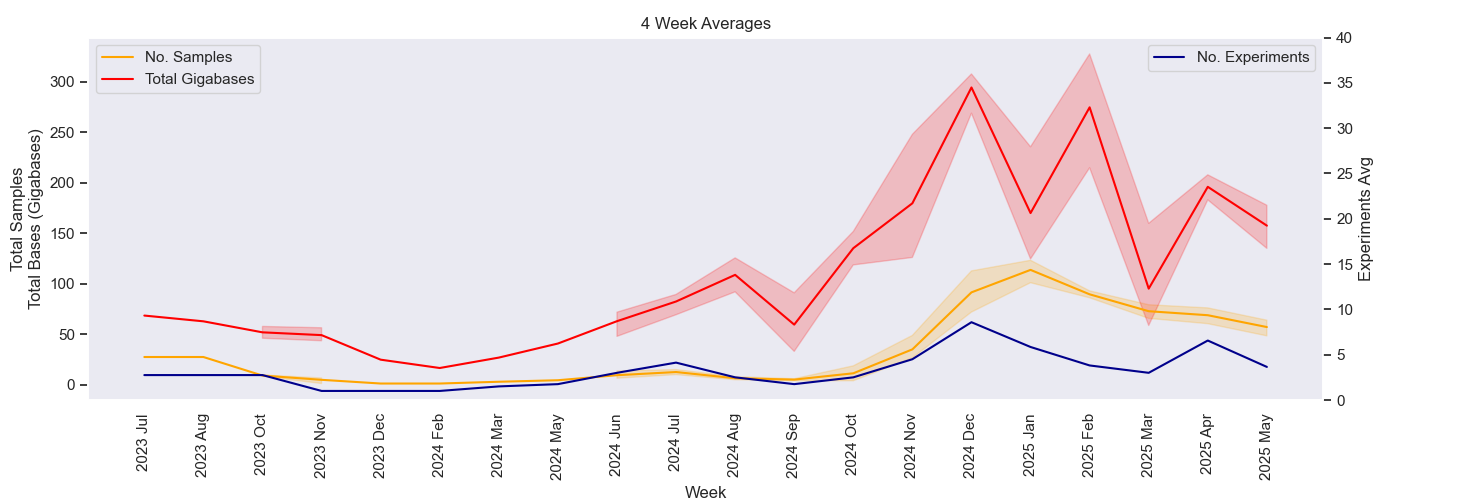 4 Week Averages
No. Samples
Total Gigabases
No. Experiments
Total Samples
Total Bases (Gigabases)
300
250
200
150
100
50
0
40
35
30
25
20
15
10
5
0
Experiments Avg
2023 Jul
2023 Aug
2023 Oct
2023 Nov
2023 Dec
2024 Feb
2024 Mar
2024 May
2024 Jun
2024 Jul
2024 Aug
2024 Sep
2024 Oct
2024 Nov
2024 Dec
2025 Jan
2025 Feb
2025 Mar
2025 Apr
2025 May
Week